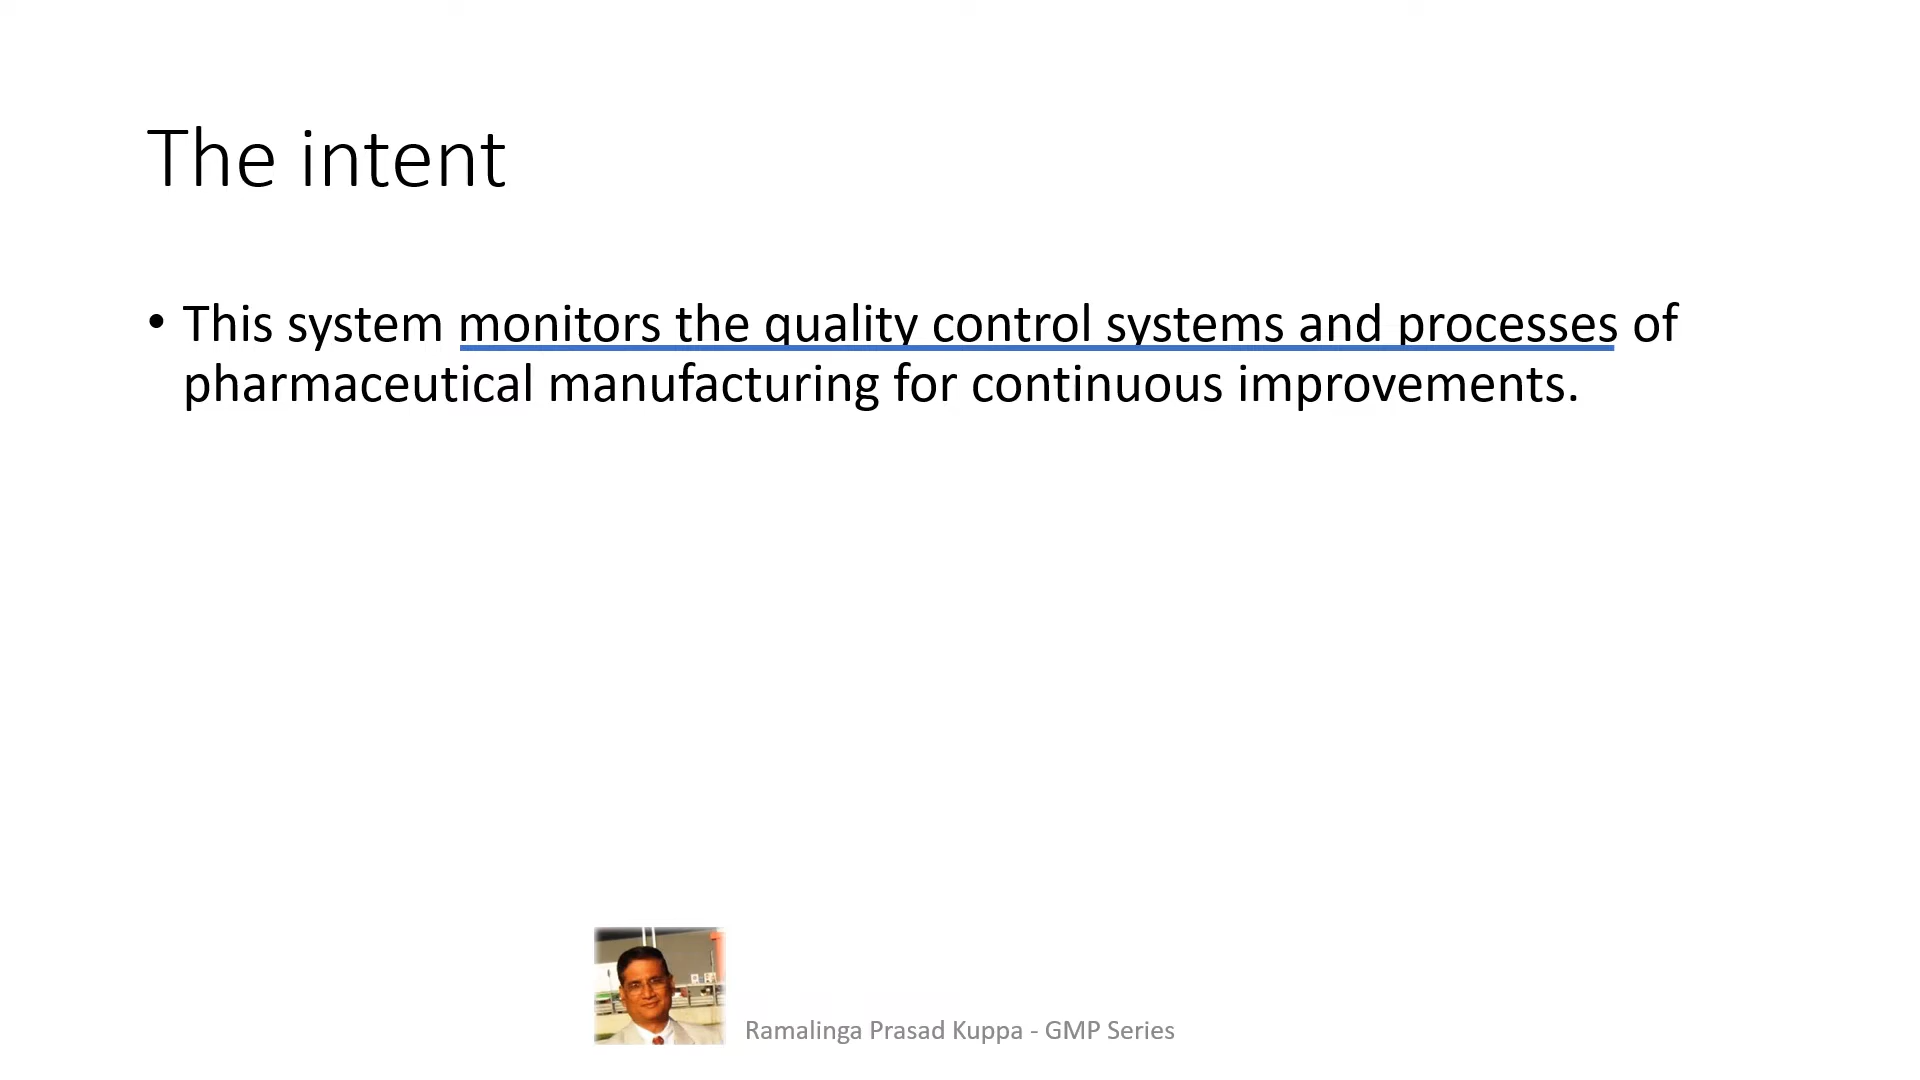 The intent
• This system monitors the quality control systems and processes of
pharmaceutical manufacturing for continuous improvements.
Ramalinga Prasad Kuppa - GMP Series